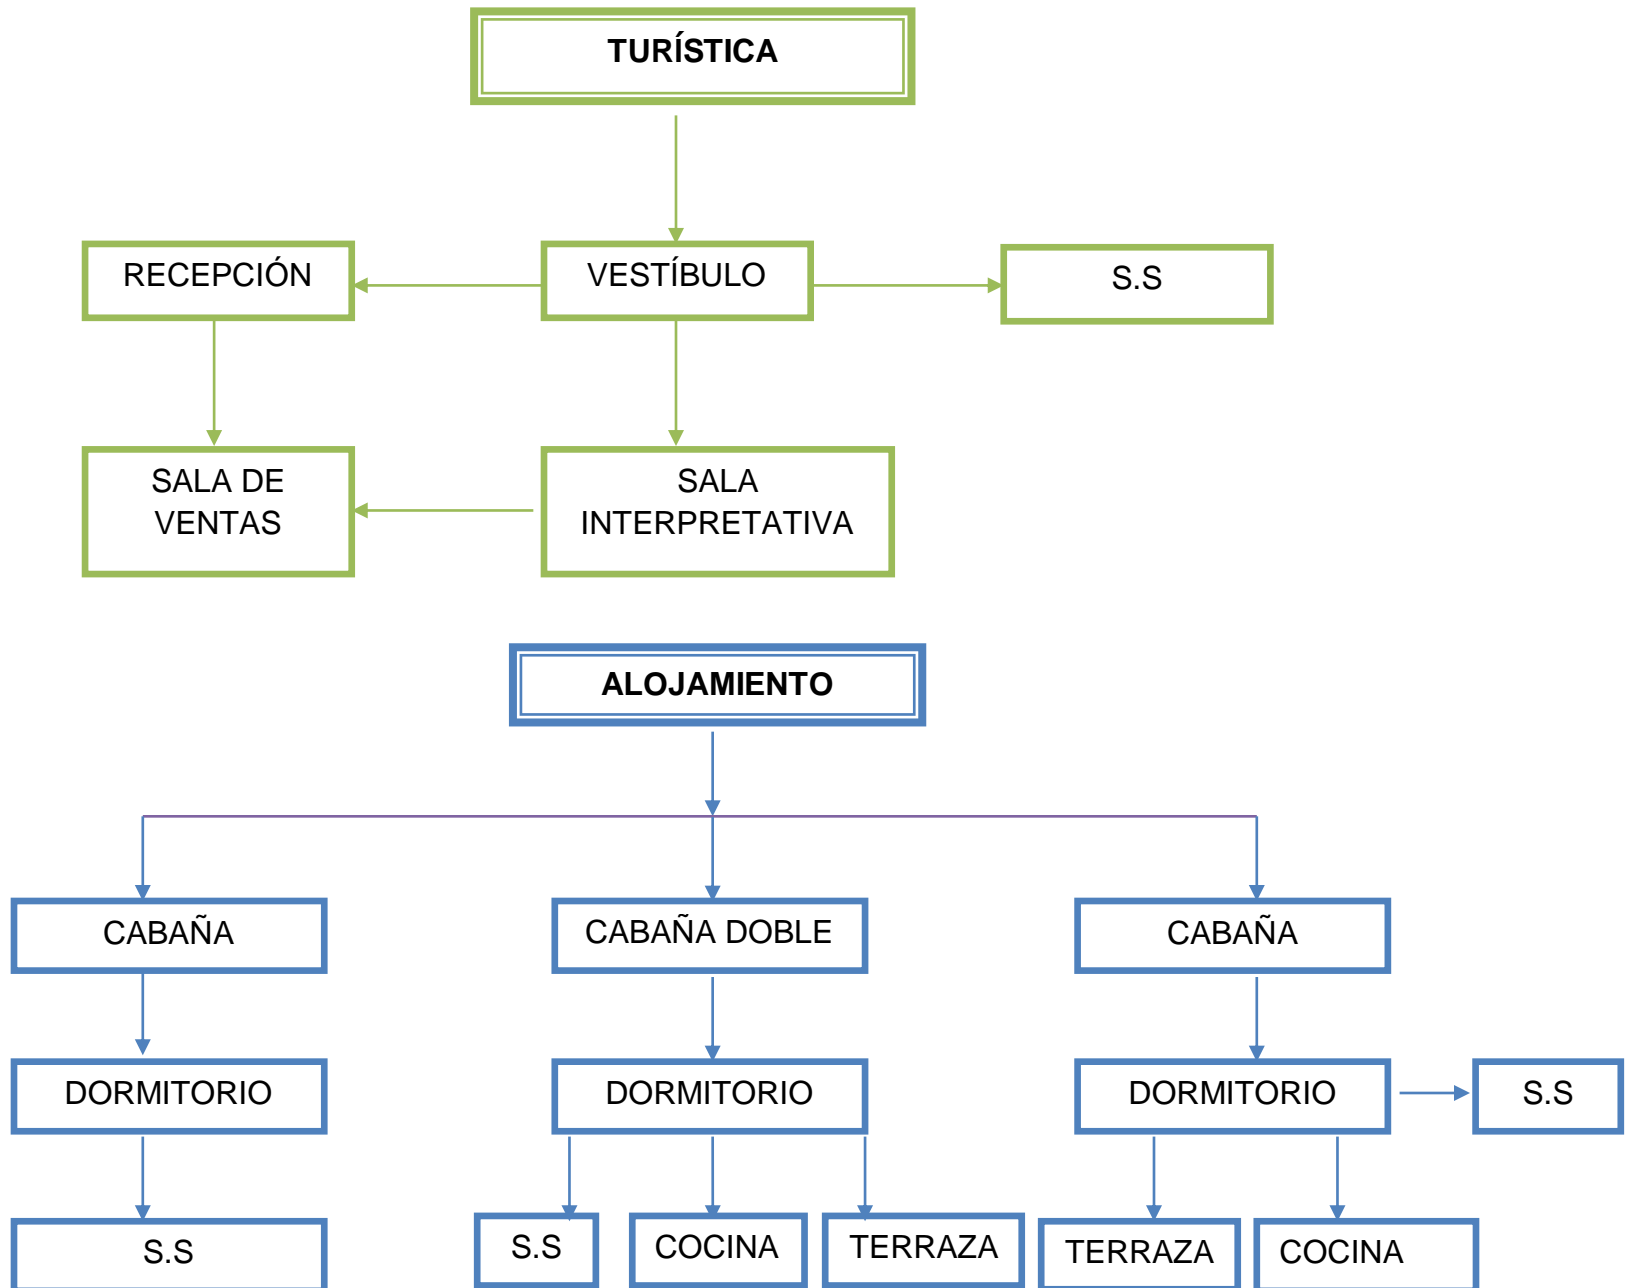 TURÍSTICA
RECEPCIÓN
VESTÍBULO
S.S
SALA DE
VENTAS
SALA
INTERPRETATIVA
ALOJAMIENTO
CABAÑA
CABAÑA DOBLE
CABAÑA
DORMITORIO
DORMITORIO
DORMITORIO
S.S
S.S
S.S
COCINA
TERRAZA
TERRAZA
COCINA